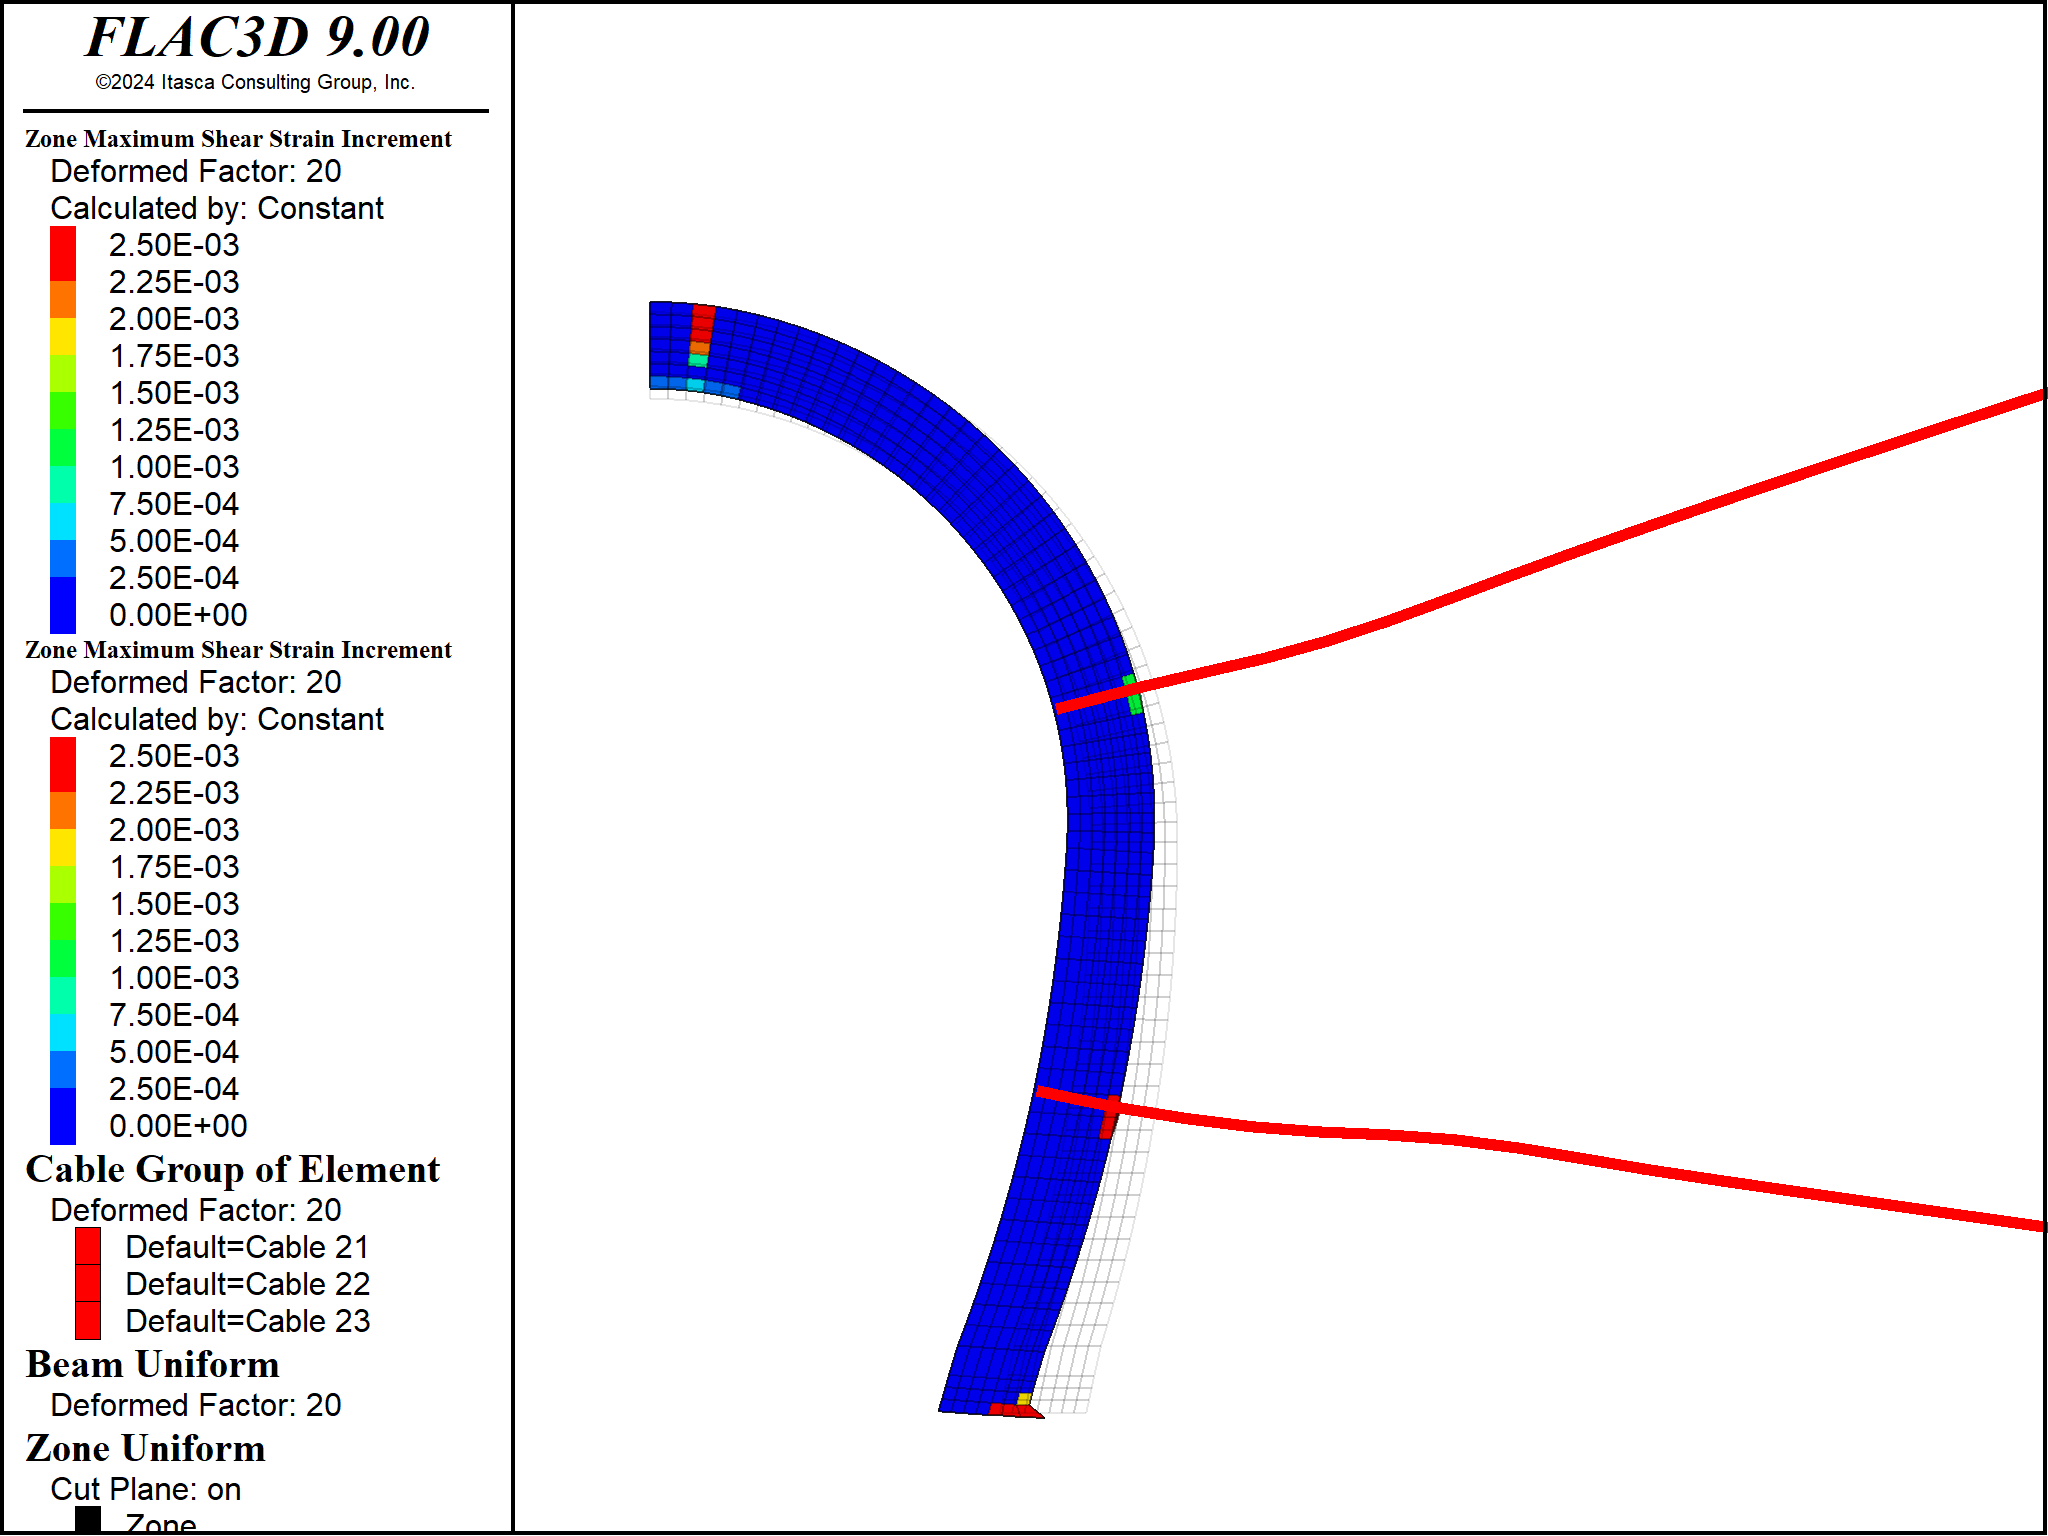 FLAC3D 9.00
©2024 Itasca Consulting Group, Inc.
Zone Maximum Shear Strain Increment
Deformed Factor: 20
Calculated by: Constant
2.50E-03
2.25E-03
2.00E-03
1.75E-03
1.50E-03
1.25E-03
1.00E-03
7.50E-04
5.00E-04
2.50E-04
0.00E+00
Zone Maximum Shear Strain Increment
Deformed Factor: 20
Calculated by: Constant
2.50E-03
2.25E-03
2.00E-03
1.75E-03
1.50E-03
1.25E-03
1.00E-03
7.50E-04
5.00E-04
2.50E-04
0.00E+00
Cable Group of Element
Deformed Factor: 20
Default=Cable 21
Default=Cable 22
Default=Cable 23
Beam Uniform
Deformed Factor: 20
Zone Uniform
Cut Plane: on
Zone